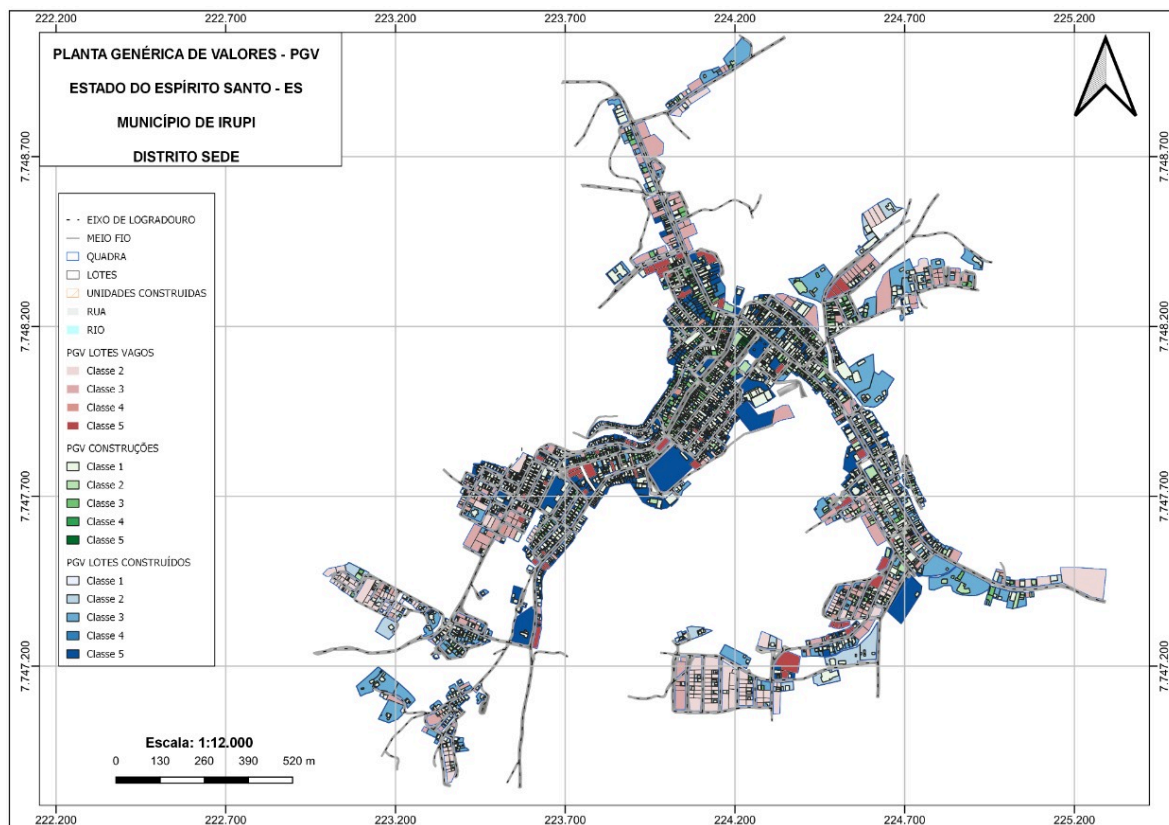 222.200 222.700 223.200 223.700 224.200 224.700 225.200
PLANTA GENÉRICA DE VALORES - PGV
ESTADO DO ESPÍRITO SANTO - ES
MUNICÍPIO DE IRUPI
DISTRITO SEDE
7.748.700 7.748.700
EIXO DE LOGRADOURO
MEIO FIO
QUADRA
LOTES
UNIDADES CONSTRUIDAS
RUA
RIO
7.748.200 7.748.200
PGV LOTES VAGOS
Classe 2
Classe 3
Classe 4
Classe 5
PGV CONSTRUÇÕES
Classe 1
Classe 2
7.747.700 7.747.700
Classe 3
Classe 4
Classe 5
PGV LOTES CONSTRUÍDOS
Classe 1
Classe 2
Classe 3
Classe 4
Classe 5
7.747.200 7.747.200
Escala: 1:12.000
0 130 260 390 520 m
222.200 222.700 223.200 223.700 224.200 224.700 225.200